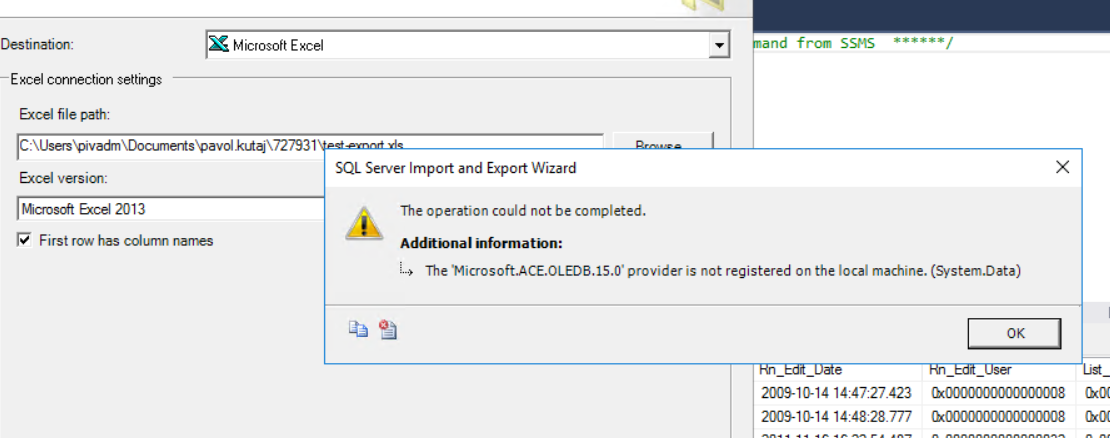 mand from SSMS ******/
Destination:
Microsoft Excel
Excel connection settings
Excel file path:
C:\Users\pivadm\Documents\pavol.kutaj\727931\test-export.xls
Browse...
Excel version:
Microsoft Excel 2013
First row has column names
SQL Server Import and Export Wizard
The operation could not be completed.
Additional information:
The 'Microsoft.ACE.OLEDB.15.0' provider is not registered on the local machine. (System.Data)
OK
Rn_Edit_Date Rn_Edit_User List_
2009-10-14 14:47:27.423 0x0000000000000008 0x00
2009-10-14 14:48:28.777 0x0000000000000008 0x00